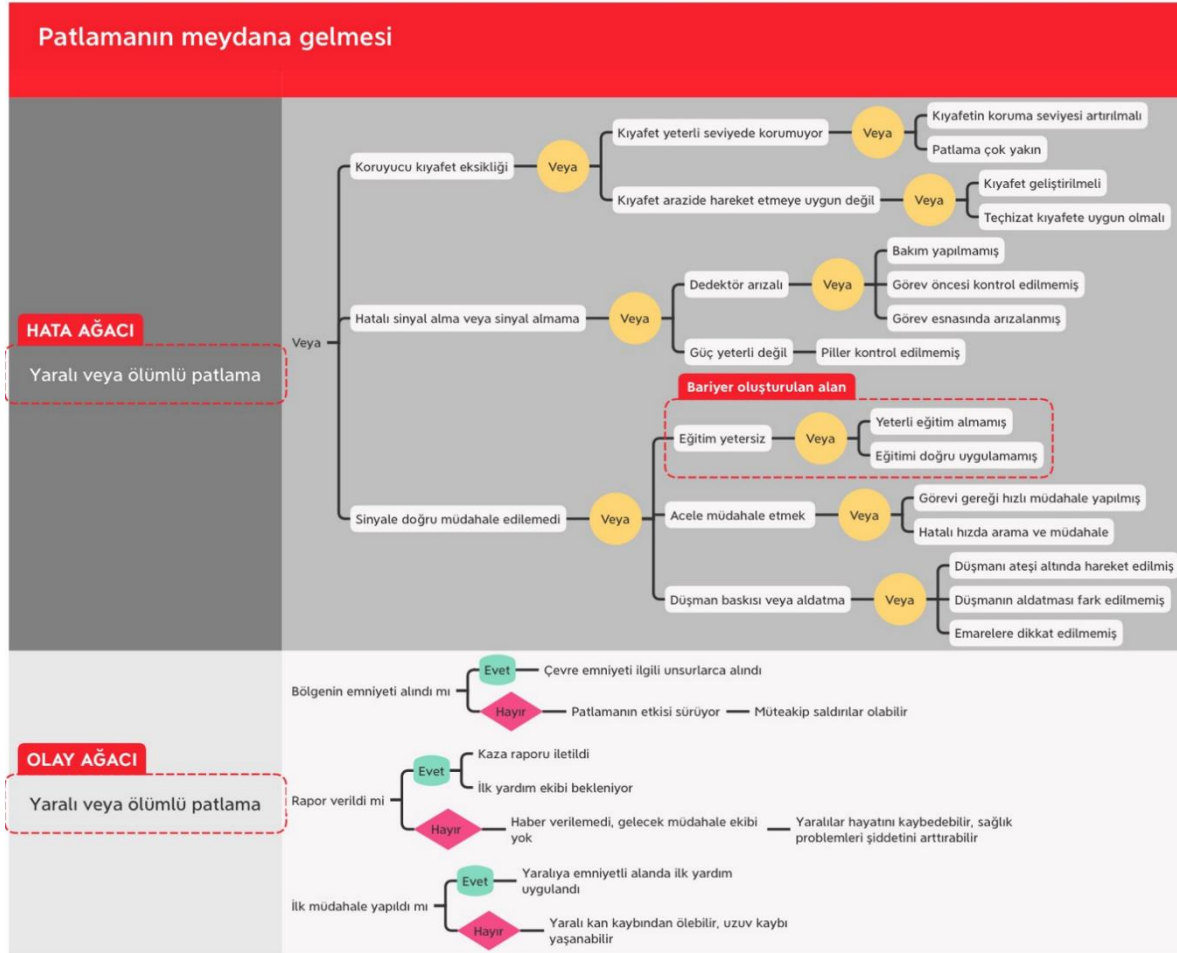 Patlamanın meydana gelmesi
HATA AĞACI
Yaralı veya ölümlü patlama
Veya
Koruyucu kıyafet eksikliği
Veya
Kıyafet yeterli seviyede korumuyor
Veya
Kıyafetin koruma seviyesi artırılmalı
Patlama çok yakın
Kıyafet arazide hareket etmeye uygun değil
Veya
Kıyafet geliştirilmeli
Teçhizat kıyafete uygun olmalı
Hatalı sinyal alma veya sinyal almama
Veya
Dedektör arızalı
Veya
Bakım yapılmamış
Görev öncesi kontrol edilmemiş
Görev esnasında arızalanmış
Güç yeterli değil
Piller kontrol edilmemiş
Sinyale doğru müdahale edilemedi
Veya
Bariyer oluşturulan alan
Eğitim yetersiz
Veya
Yeterli eğitim almamış
Eğitimi doğru uygulamamış
Acele müdahale etmek
Veya
Görevi gereği hızlı müdahale yapılmış
Hatalı hızda arama ve müdahale
Düşman baskısı veya aldatma
Veya
Düşmanı ateşi altında hareket edilmiş
Düşmanın aldatması fark edilmemiş
Emarelere dikkat edilmemiş
OLAY AĞACI
Yaralı veya ölümlü patlama
Bölgenin emniyeti alındı mı
Evet
Çevre emniyeti ilgili unsurlarca alındı
Hayır
Patlamanın etkisi sürüyor
Müteakip saldırılar olabilir
Rapor verildi mi
Evet
Kaza raporu iletildi
İlk yardım ekibi bekleniyor
Hayır
Haber verilemedi, gelecek müdahale ekibi
yok
Yaralılar hayatını kaybedebilir, sağlık
problemleri şiddetini arttırabilir
İlk müdahale yapıldı mı
Evet
Yaralıya emniyetli alanda ilk yardım
uygulandı
Hayır
Yaralı kan kaybından ölebilir, uzuv kaybı
yaşanabilir